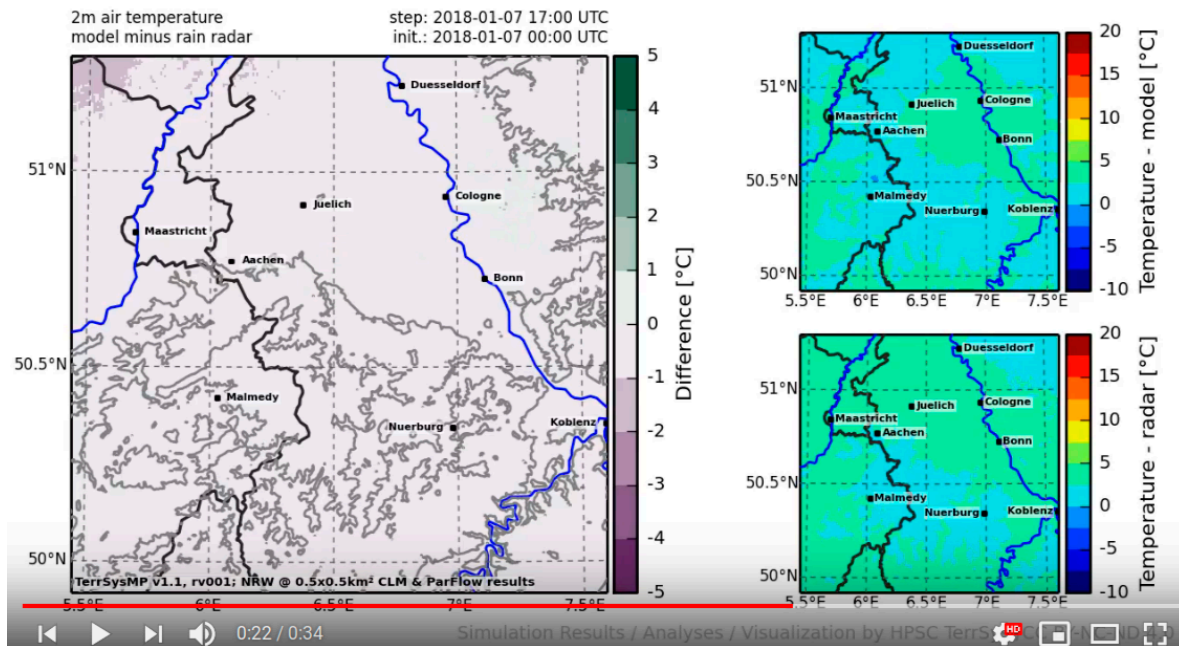 2m air temperature
model minus rain radar
step: 2018-01-07 17:00 UTC
init.: 2018-01-07 00:00 UTC
51°N
50.5°N
50°N
5.5°E
6°E
6.5°E
7°E
7.5°E
Duesseldorf
Juelich
Cologne
Maastricht
Aachen
Bonn
Malmedy
Nuerburg
Koblenz
TerrSysMP v1.1, rv001; NRW @ 0.5x0.5km² CLM & ParFlow results
5
4
3
2
1
0
-1
-2
-3
-4
-5
Difference [°C]
51°N
50.5°N
50°N
5.5°E
6°E
6.5°E
7°E
7.5°E
Duesseldorf
Juelich
Cologne
Maastricht
Aachen
Bonn
Malmedy
Nuerburg
Koblenz
20
15
10
5
0
-5
-10
Temperature - model [°C]
51°N
50.5°N
50°N
5.5°E
6°E
6.5°E
7°E
7.5°E
Duesseldorf
Juelich
Cologne
Maastricht
Aachen
Bonn
Malmedy
Nuerburg
Koblenz
20
15
10
5
0
-5
-10
Temperature - radar [°C]
0:22 / 0:34
Simulation Results / Analyses / Visualization by HPSC
HD